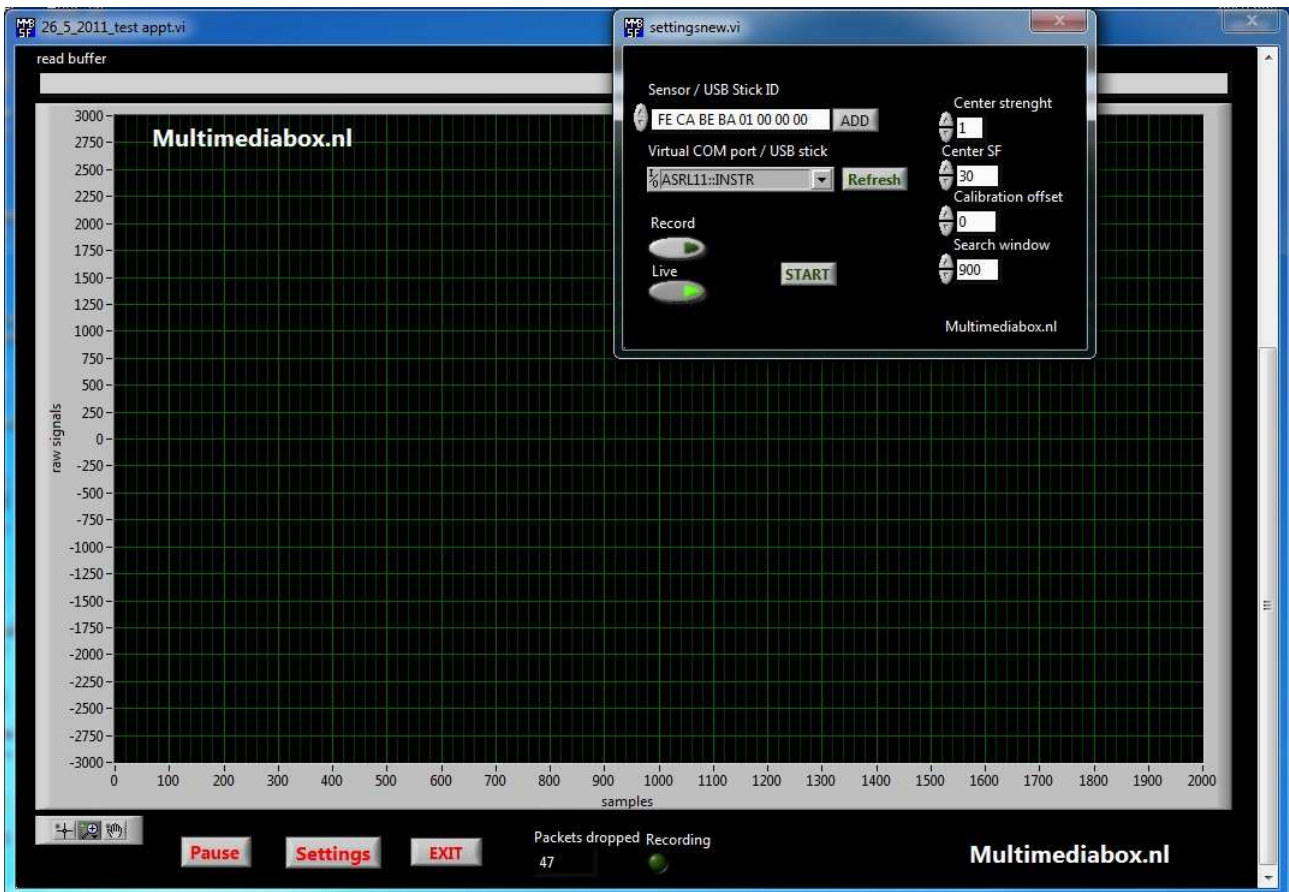 26_5_2011_test appt.vi
settingsnew.vi
read buffer
Multimediabox.nl
3000
2750
2500
2250
2000
1750
1500
1250
1000
750
500
250
0
-250
-500
-750
-1000
-1250
-1500
-1750
-2000
-2250
-2500
-2750
-3000
raw signals
0 100 200 300 400 500 600 700 800 900 1000 1100 1200 1300 1400 1500 1600 1700 1800 1900 2000
samples
Sensor / USB Stick ID
FE CA BE BA 01 00 00 00 ADD
Virtual COM port / USB stick
ASRL11::INSTR Refresh
Record
Live
START
Center strenght
1
Center SF
30
Calibration offset
0
Search window
900
Multimediabox.nl
Pause Settings EXIT
Packets dropped
47
Recording
Multimediabox.nl